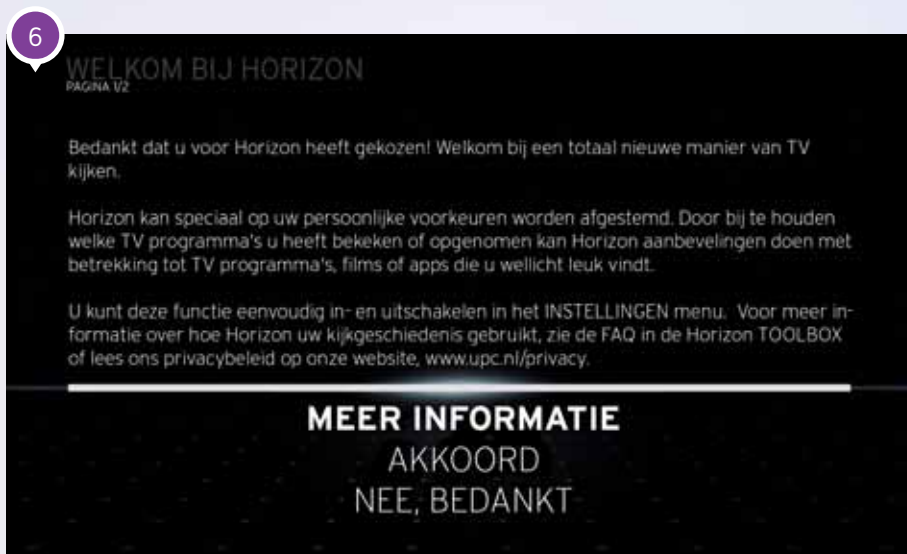 6
WELKOM BIJ HORIZON
PAGINA 1/2
Bedankt dat u voor Horizon heeft gekozen! Welkom bij een totaal nieuwe manier van TV
kijken.
Horizon kan speciaal op uw persoonlijke voorkeuren worden afgestemd. Door bij te houden
welke TV programma's u heeft bekeken of opgenomen kan Horizon aanbevelingen doen met
betrekking tot TV programma's, films of apps die u wellicht leuk vindt.
U kunt deze functie eenvoudig in- en uitschakelen in het INSTELLINGEN menu. Voor meer in-
formatie over hoe Horizon uw kijkgeschiedenis gebruikt, zie de FAQ in de Horizon TOOLBOX
of lees ons privacybeleid op onze website, www.upc.nl/privacy.
MEER INFORMATIE
AKKOORD
NEE, BEDANKT